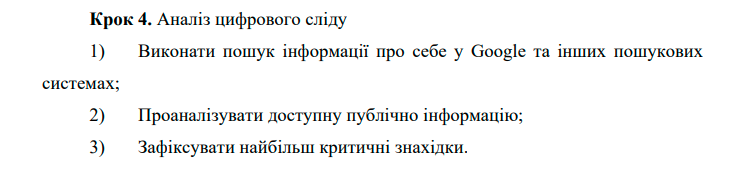 Крок 4. Аналіз цифрового сліду
1) Виконати пошук інформації про себе у Google та інших пошукових
системах;
2) Проаналізувати доступну публічно інформацію;
3) Зафіксувати найбільш критичні знахідки.